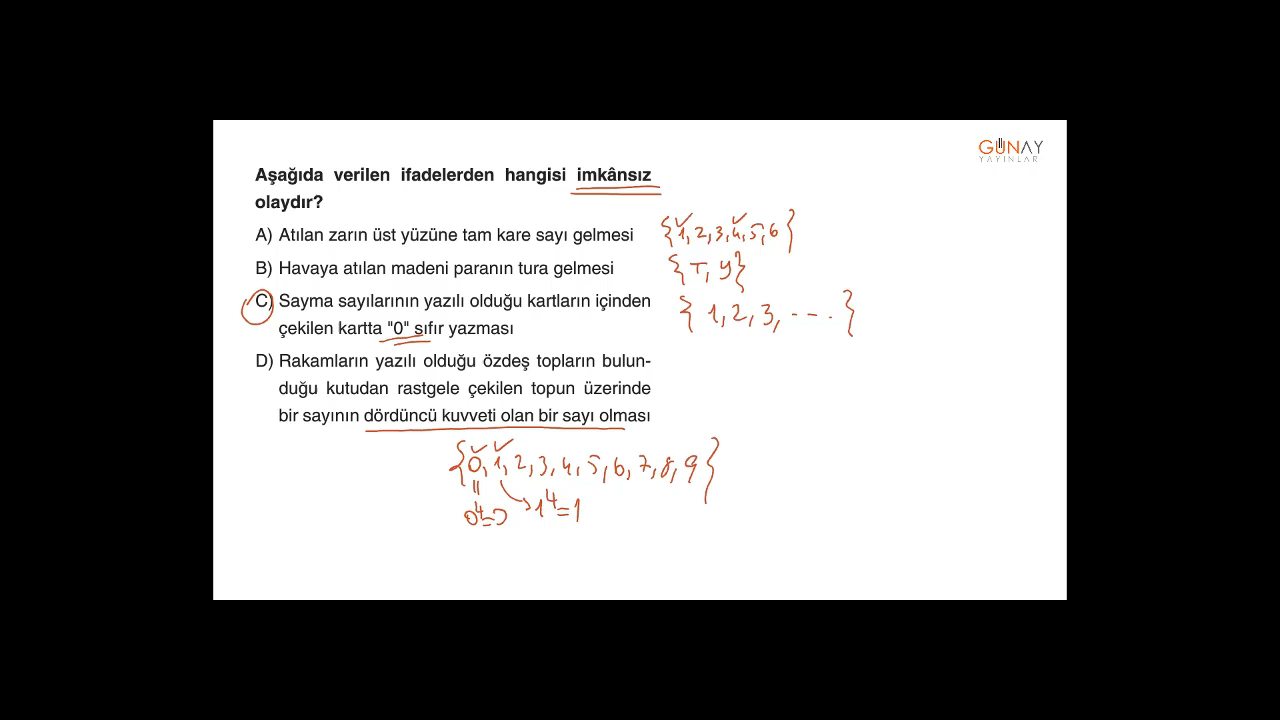 GÜNAY
YAYINLAR
Aşağıda verilen ifadelerden hangisi imkânsız
olaydır?
A) Atılan zarın üst yüzüne tam kare sayı gelmesi {1, 2, 3, 4, 5, 6}
B) Havaya atılan madeni paranın tura gelmesi {T, Y}
C) Sayma sayılarının yazılı olduğu kartların içinden {1, 2, 3, ....}
çekilen kartta "0" sıfır yazması
D) Rakamların yazılı olduğu özdeş topların bulun-
duğu kutudan rastgele çekilen topun üzerinde
bir sayının dördüncü kuvveti olan bir sayı olması
{0, 1, 2, 3, 4, 5, 6, 7, 8, 9}
0⁴=0 1⁴=1